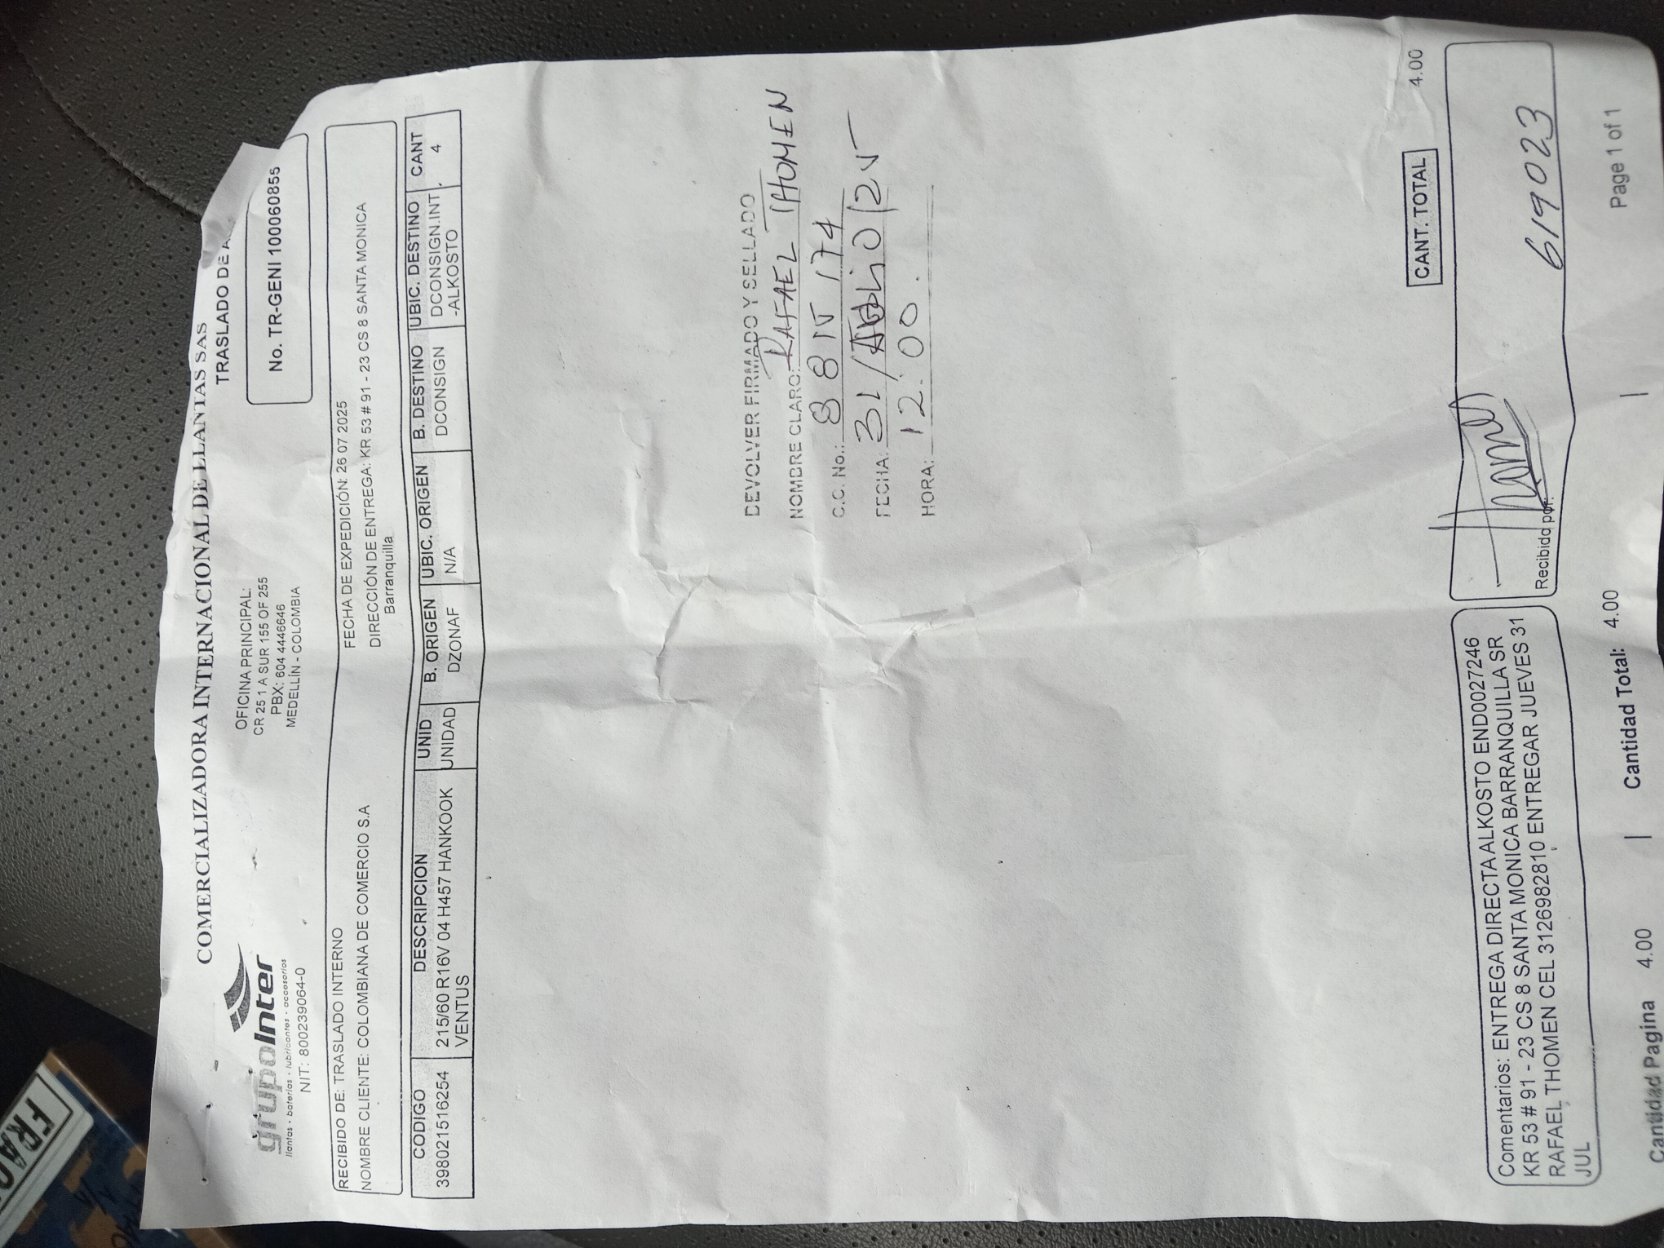 COMERCIALIZADORA INTERNACIONAL DE LLANTAS SAS
grupoInter
llantas - baterías - lubricantes - accesorios
NIT: 800239064-0
OFICINA PRINCIPAL:
CR 25 1 A SUR 155 OF 255
PBX: 604 4446646
MEDELLÍN - COLOMBIA
TRASLADO DE
No. TR-GENI 100060855
RECIBIDO DE: TRASLADO INTERNO
NOMBRE CLIENTE: COLOMBIANA DE COMERCIO S.A
FECHA DE EXPEDICIÓN: 26 07 2025
DIRECCIÓN DE ENTREGA: KR 53 # 91 - 23 CS 8 SANTA MONICA
Barranquilla
CODIGO DESCRIPCION UNID B. ORIGEN UBIC. ORIGEN B. DESTINO UBIC. DESTINO CANT
398021516254 215/60 R16V 04 H457 HANKOOK UNIDAD DZONAF N/A DCONSIGN DCONSIGN.INT 4
VENTUS -ALKOSTO
DEVOLVER FIRMADO Y SELLADO
NOMBRE CLARO: RAFAEL THOMEN
C.C. No.:
FECHA: 31/JULIO/25
HORA: 12:00.
CANT. TOTAL 4.00
Comentarios: ENTREGA DIRECTA ALKOSTO END0027246
KR 53 # 91 - 23 CS 8 SANTA MONICA BARRANQUILLA SR
RAFAEL THOMEN CEL 3126982810 ENTREGAR JUEVES 31
JUL
Recibido por:
619023
Cantidad Pagina 4.00 | Cantidad Total: 4.00 | Page 1 of 1